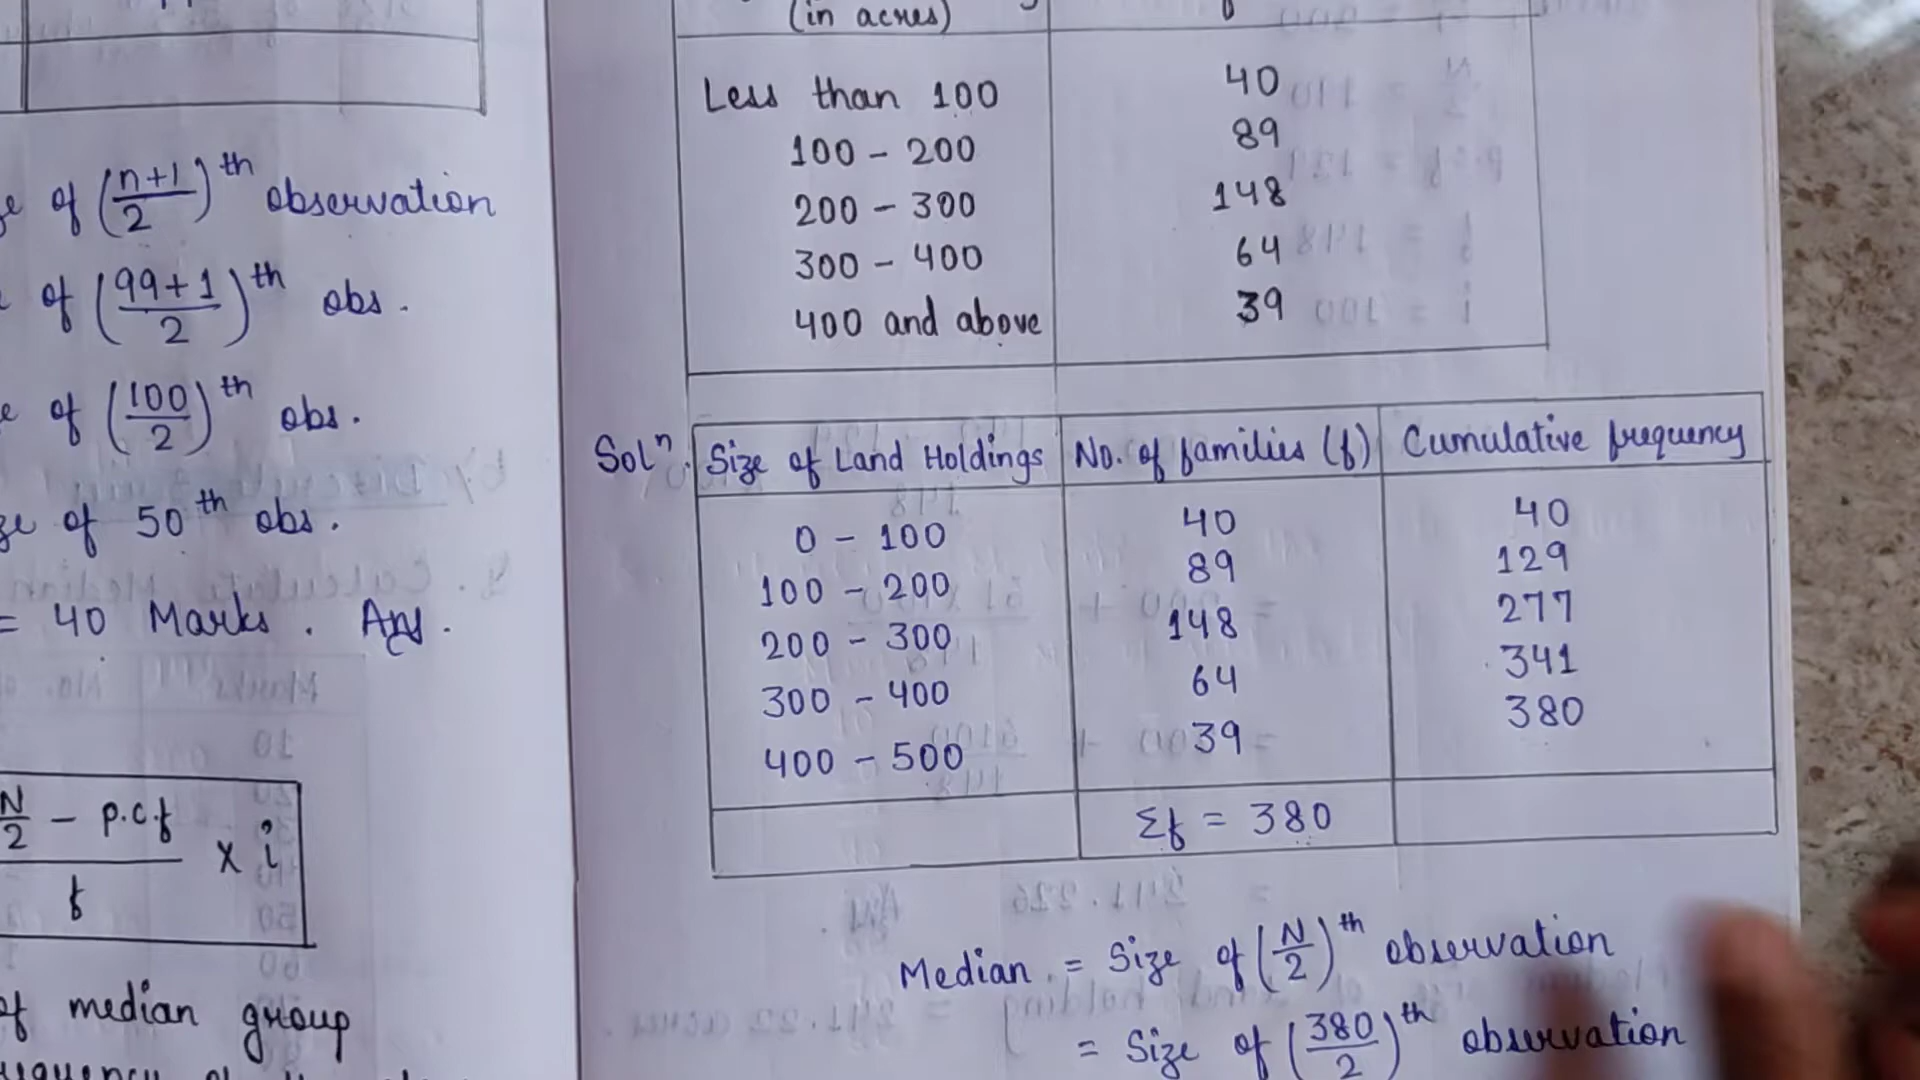 of (n+1/2)th observation
of (99+1/2)th obs.
of (100/2)th obs.
of 50th obs.
= 40 Marks. Ans.
N/2 - p.c.f
f
x i
of median group
(in acres)
f
Less than 100 40
100 - 200 89
200 - 300 148
300 - 400 64
400 and above 39
Solⁿ. Size of Land Holdings No. of families (f) Cumulative frequency
0 - 100 40 40
100 - 200 89 129
200 - 300 148 277
300 - 400 64 341
400 - 500 39 380
Σf = 380
Median = Size of (N/2)th observation
= Size of (380/2)th observation